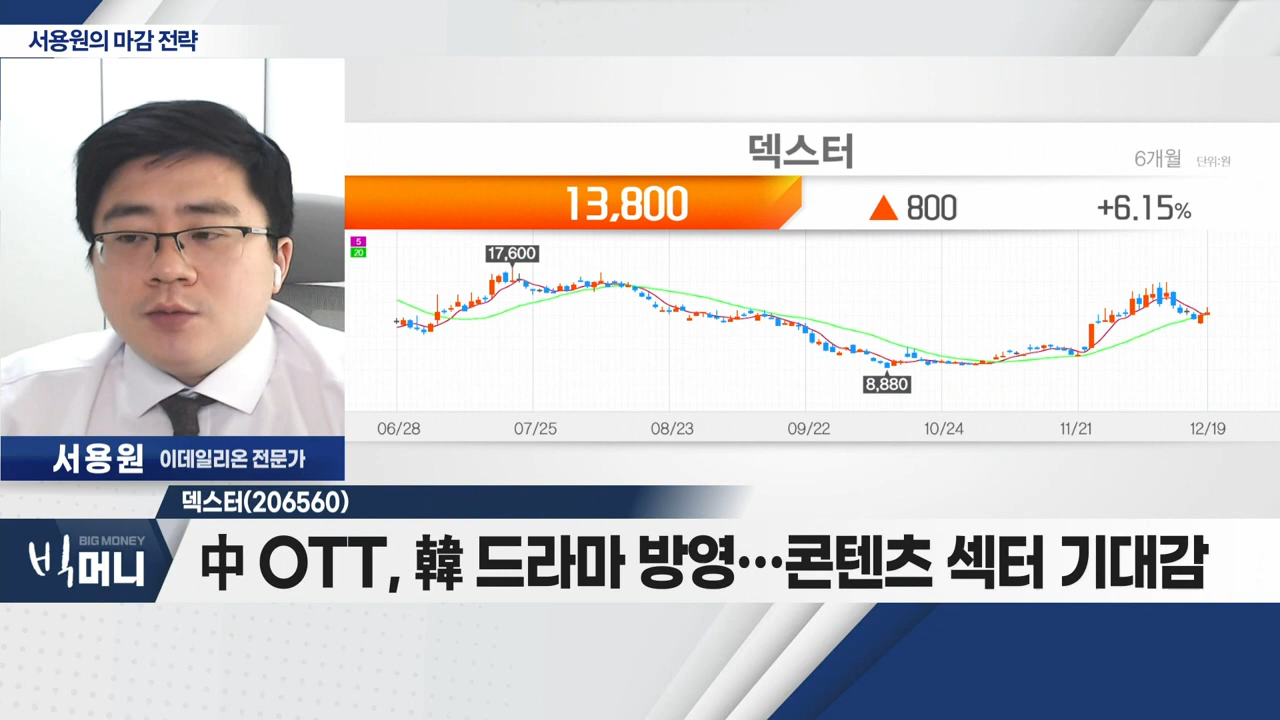 서용원의 마감 전략
덱스터
6개월 단위:원
13,800 ▲ 800 +6.15%
5
20
17,600
8,880
06/28 07/25 08/23 09/22 10/24 11/21 12/19
서용원 이데일리온 전문가
덱스터(206560)
BIG MONEY
빅머니
中 OTT, 韓 드라마 방영…콘텐츠 섹터 기대감